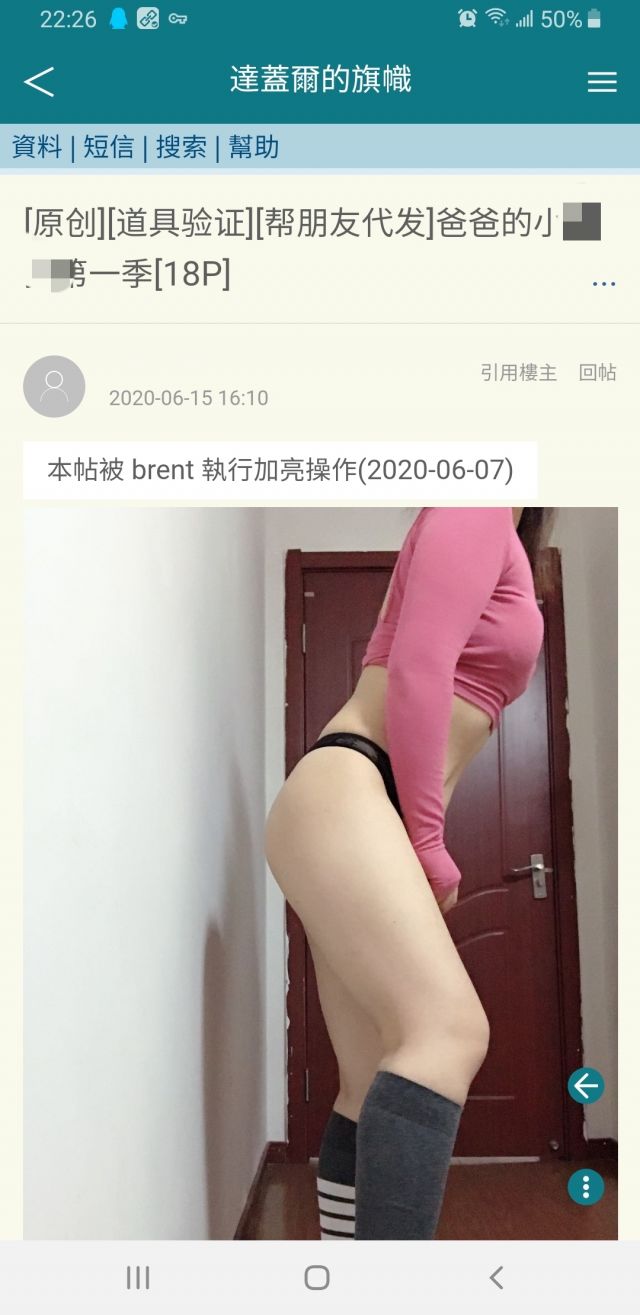 22:26
50%
達蓋爾的旗幟
資料 | 短信 | 搜索 | 幫助
[原创][道具验证][帮朋友代发]爸爸的小
第一季[18P]
...
引用樓主 回帖
2020-06-15 16:10
本帖被 brent 執行加亮操作(2020-06-07)